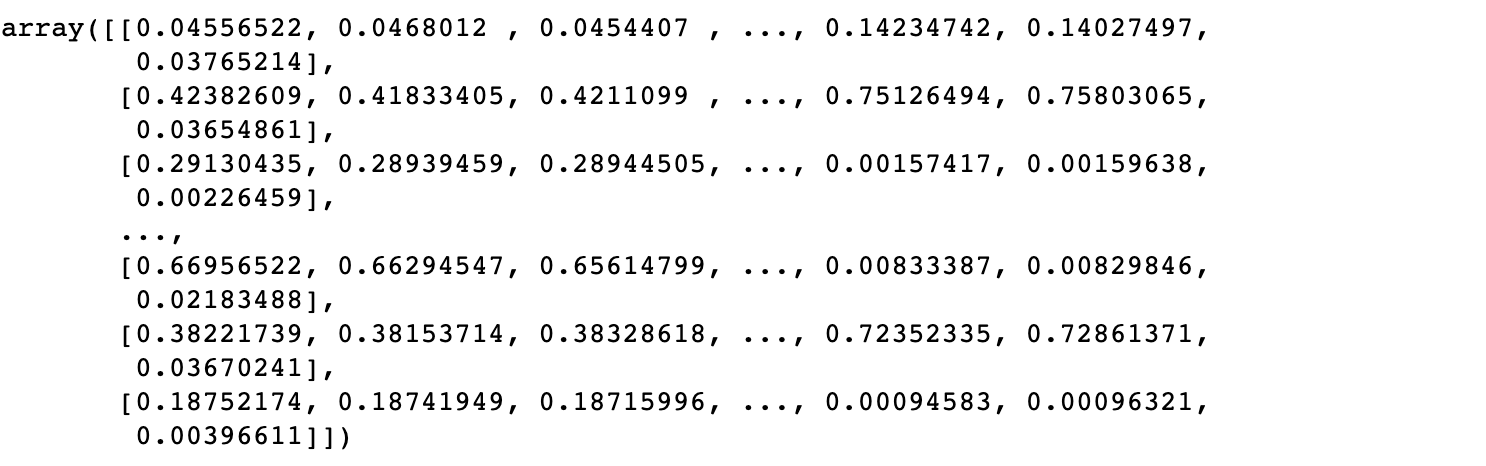 array([[0.04556522, 0.0468012 , 0.0454407 , ..., 0.14234742, 0.14027497,
        0.03765214],
       [0.42382609, 0.41833405, 0.4211099 , ..., 0.75126494, 0.75803065,
        0.03654861],
       [0.29130435, 0.28939459, 0.28944505, ..., 0.00157417, 0.00159638,
        0.00226459],
       ...,
       [0.66956522, 0.66294547, 0.65614799, ..., 0.00833387, 0.00829846,
        0.02183488],
       [0.38221739, 0.38153714, 0.38328618, ..., 0.72352335, 0.72861371,
        0.03670241],
       [0.18752174, 0.18741949, 0.18715996, ..., 0.00094583, 0.00096321,
        0.00396611]])